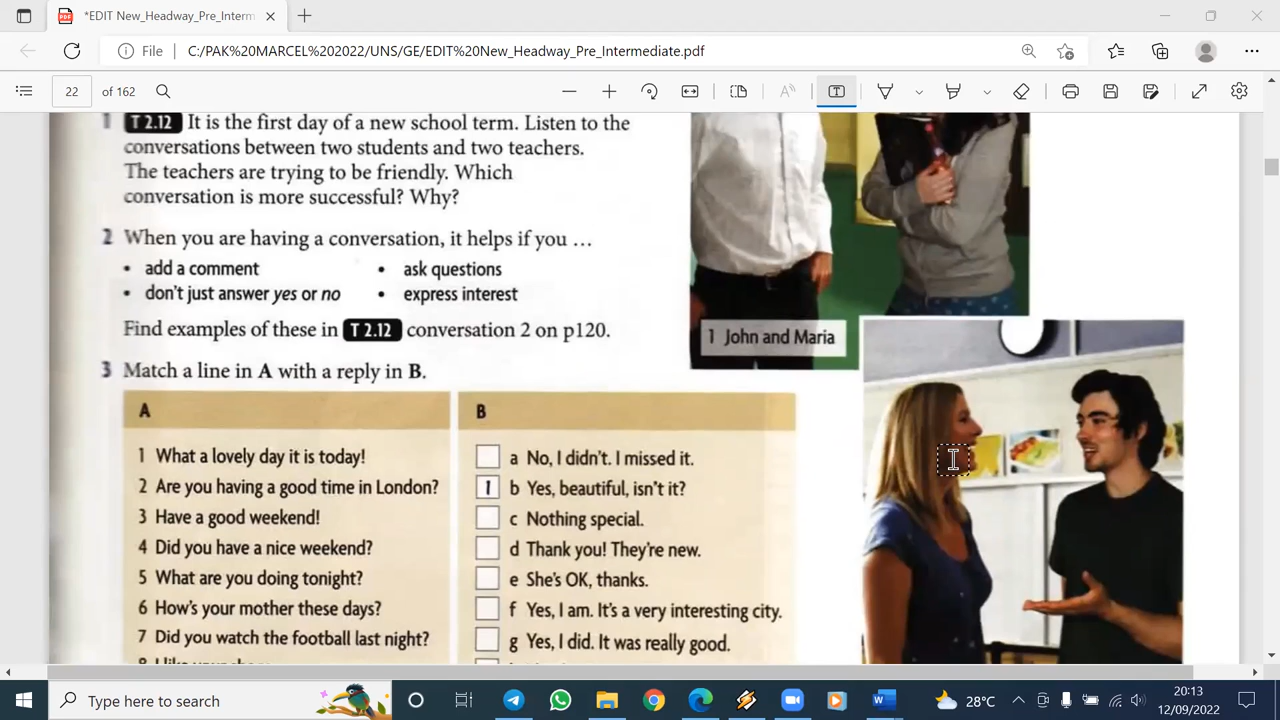 *EDIT New_Headway_Pre_Interme
File
C:/PAK%20MARCEL%202022/UNS/GE/EDIT%20New_Headway_Pre_Intermediate.pdf
22
of 162
1 T 2.12 It is the first day of a new school term. Listen to the
conversations between two students and two teachers.
The teachers are trying to be friendly. Which
conversation is more successful? Why?
2 When you are having a conversation, it helps if you …
• add a comment
• ask questions
• don't just answer yes or no
• express interest
Find examples of these in T 2.12 conversation 2 on p120.
1 John and Maria
3 Match a line in A with a reply in B.
A
1 What a lovely day it is today!
2 Are you having a good time in London?
3 Have a good weekend!
4 Did you have a nice weekend?
5 What are you doing tonight?
6 How's your mother these days?
7 Did you watch the football last night?
B
a No, I didn't. I missed it.
1 b Yes, beautiful, isn't it?
c Nothing special.
d Thank you! They're new.
e She's OK, thanks.
f Yes, I am. It's a very interesting city.
g Yes, I did. It was really good.
Type here to search
28°C
20:13
12/09/2022